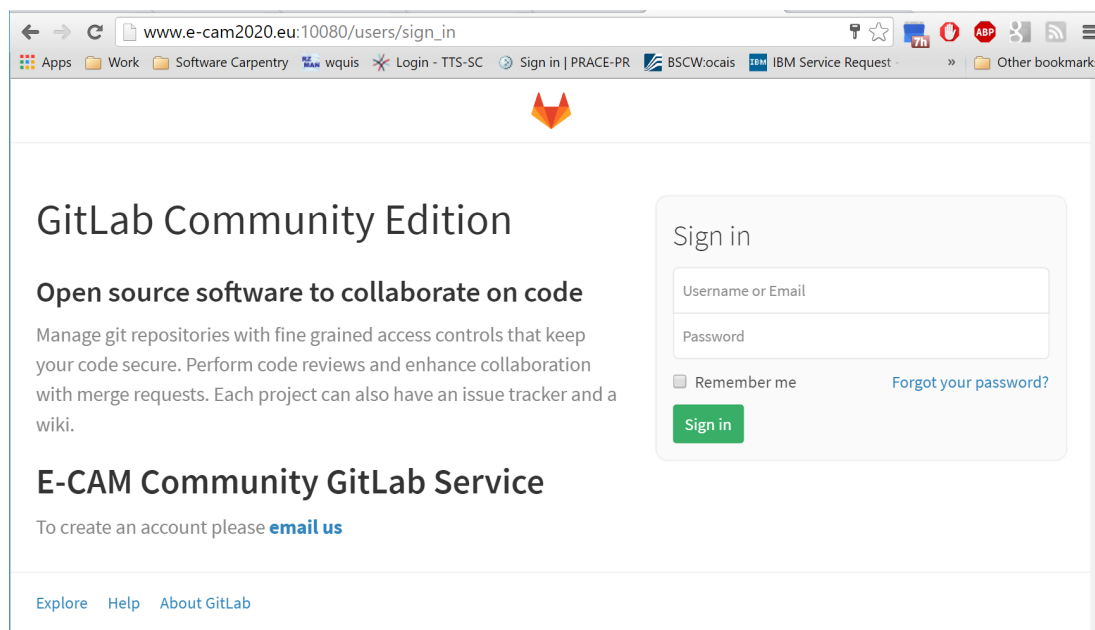 www.e-cam2020.eu:10080/users/sign_in
7h
ABP
Apps Work Software Carpentry wquis Login - TTS-SC Sign in | PRACE-PR BSCW:ocais IBM IBM Service Request - » Other bookmarks
GitLab Community Edition
Open source software to collaborate on code
Manage git repositories with fine grained access controls that keep
your code secure. Perform code reviews and enhance collaboration
with merge requests. Each project can also have an issue tracker and a
wiki.
E-CAM Community GitLab Service
To create an account please email us
Sign in
Username or Email
Password
Remember me Forgot your password?
Sign in
Explore Help About GitLab